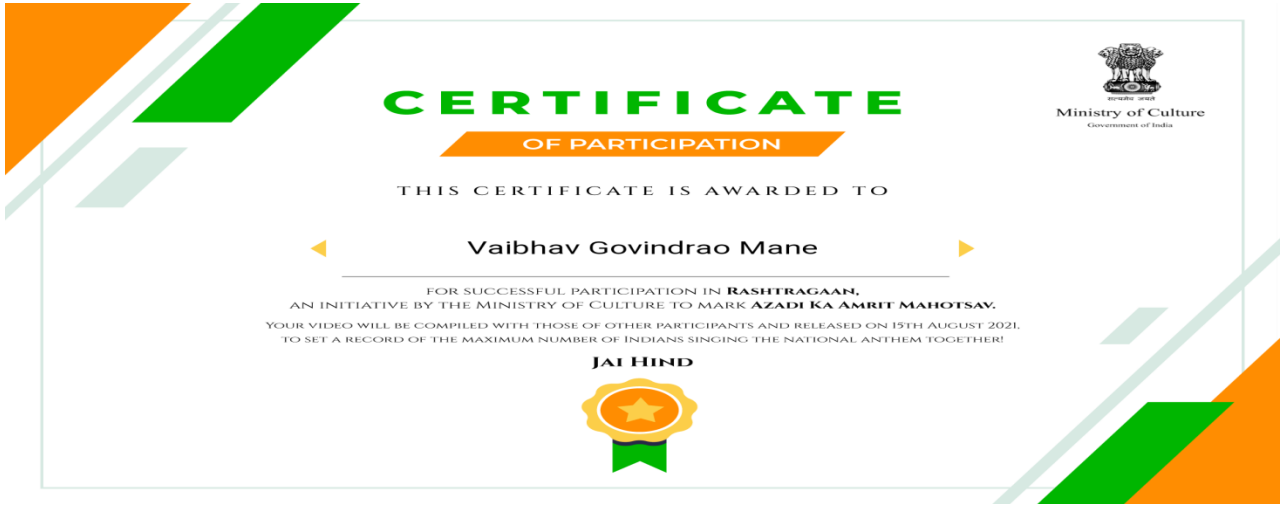 CERTIFICATE
OF PARTICIPATION
सत्यमेव जयते
Ministry of Culture
Government of India
THIS CERTIFICATE IS AWARDED TO
Vaibhav Govindrao Mane
FOR SUCCESSFUL PARTICIPATION IN RASHTRAGAAN,
AN INITIATIVE BY THE MINISTRY OF CULTURE TO MARK AZADI KA AMRIT MAHOTSAV.
YOUR VIDEO WILL BE COMPILED WITH THOSE OF OTHER PARTICIPANTS AND RELEASED ON 15TH AUGUST 2021,
TO SET A RECORD OF THE MAXIMUM NUMBER OF INDIANS SINGING THE NATIONAL ANTHEM TOGETHER!
JAI HIND